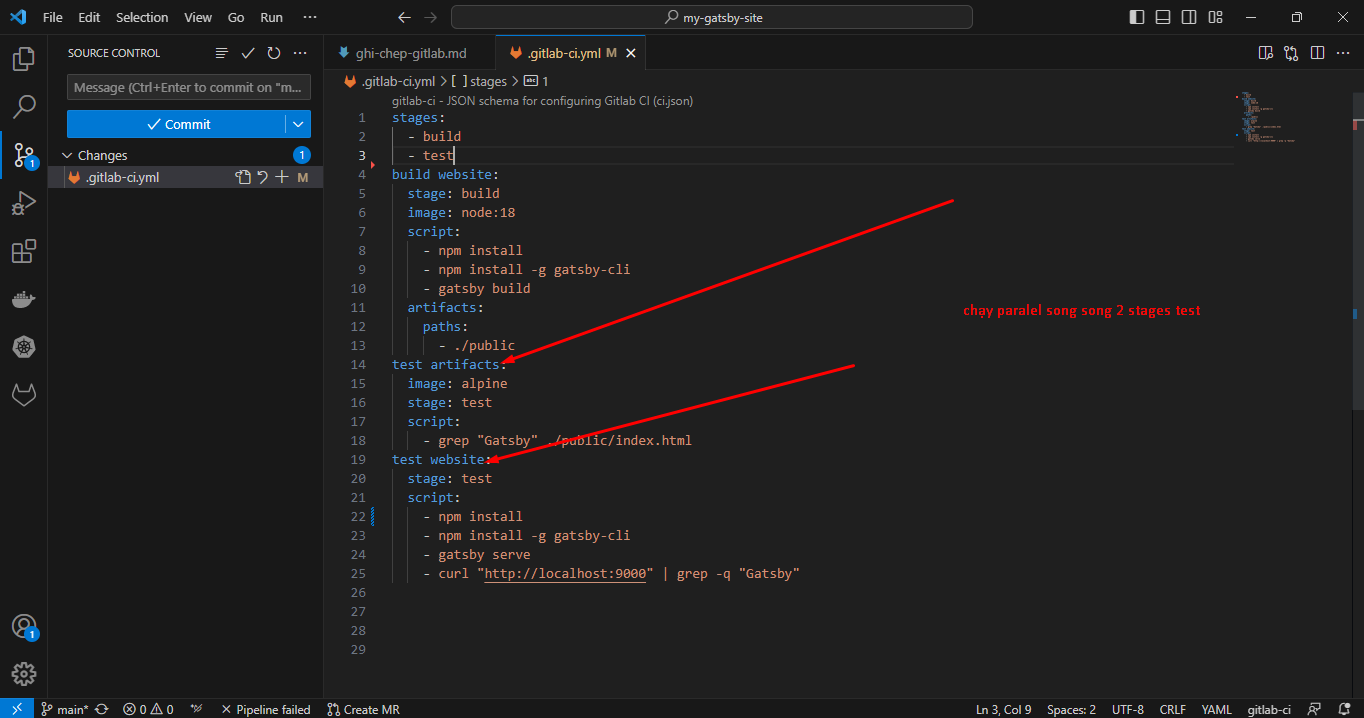 File Edit Selection View Go Run ···
my-gatsby-site
SOURCE CONTROL
Message (Ctrl+Enter to commit on "m...
Commit
Changes
1
.gitlab-ci.yml
M
1
1
ghi-chep-gitlab.md
.gitlab-ci.yml M
.gitlab-ci.yml > [ ] stages > abc 1
gitlab-ci - JSON schema for configuring Gitlab CI (ci.json)
1 stages:
2 - build
3 - test
4 build website:
5 stage: build
6 image: node:18
7 script:
8 - npm install
9 - npm install -g gatsby-cli
10 - gatsby build
11 artifacts:
12 paths:
13 - ./public
14 test artifacts:
15 image: alpine
16 stage: test
17 script:
18 - grep "Gatsby" ./public/index.html
19 test website:
20 stage: test
21 script:
22 - npm install
23 - npm install -g gatsby-cli
24 - gatsby serve
25 - curl "http://localhost:9000" | grep -q "Gatsby"
26
27
28
29
chạy paralel song song 2 stages test
main* 0 0 Pipeline failed Create MR
Ln 3, Col 9 Spaces: 2 UTF-8 CRLF YAML gitlab-ci